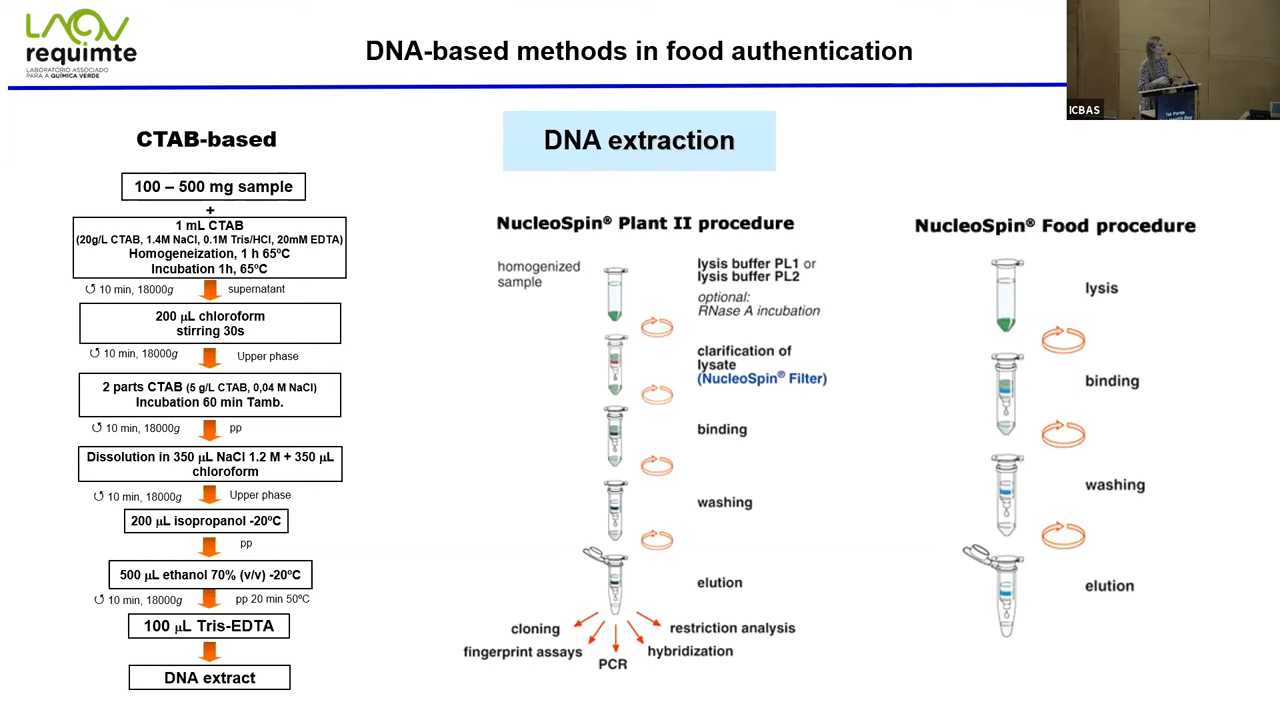 LAQV
requimte
LABORATÓRIO ASSOCIADO
PARA A QUÍMICA VERDE
DNA-based methods in food authentication
ICBAS
1st Porto
Health Day
CTAB-based
100 – 500 mg sample
+
1 mL CTAB
(20g/L CTAB, 1.4M NaCl, 0.1M Tris/HCl, 20mM EDTA)
Homogeneization, 1 h 65ºC
Incubation 1h, 65ºC
↺ 10 min, 18000g supernatant
200 µL chloroform
stirring 30s
↺ 10 min, 18000g Upper phase
2 parts CTAB (5 g/L CTAB, 0,04 M NaCl)
Incubation 60 min Tamb.
↺ 10 min, 18000g pp
Dissolution in 350 µL NaCl 1.2 M + 350 µL
chloroform
↺ 10 min, 18000g Upper phase
200 µL isopropanol -20ºC
pp
500 µL ethanol 70% (v/v) -20ºC
↺ 10 min, 18000g pp 20 min 50ºC
100 µL Tris-EDTA
DNA extract
DNA extraction
NucleoSpin® Plant II procedure
homogenized
sample
lysis buffer PL1 or
lysis buffer PL2
optional:
RNase A incubation
clarification of
lysate
(NucleoSpin® Filter)
binding
washing
elution
cloning
restriction analysis
fingerprint assays
hybridization
PCR
NucleoSpin® Food procedure
lysis
binding
washing
elution